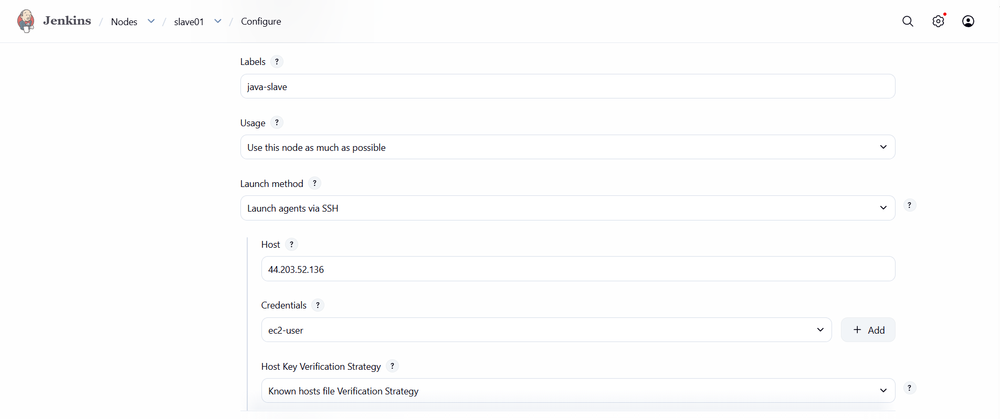 Jenkins / Nodes / slave01 / Configure
Labels ?
java-slave
Usage ?
Use this node as much as possible
Launch method ?
Launch agents via SSH ?
Host ?
44.203.52.136
Credentials ?
ec2-user + Add
Host Key Verification Strategy ?
Known hosts file Verification Strategy ?